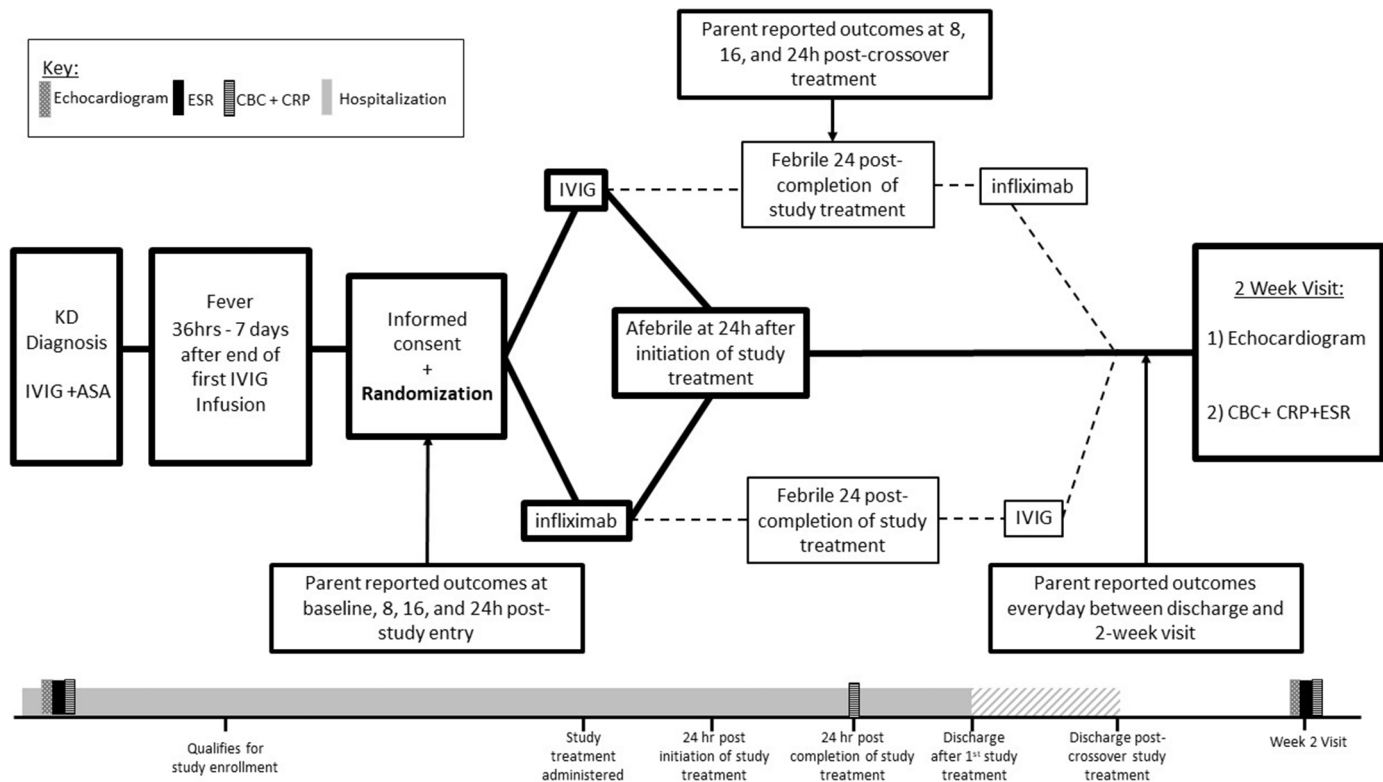 Key:
Echocardiogram
ESR
CBC + CRP
Hospitalization
Parent reported outcomes at 8,
16, and 24h post-crossover
treatment
IVIG
Febrile 24 post-
completion of
study treatment
infliximab
KD
Diagnosis
IVIG +ASA
Fever
36hrs - 7 days
after end of
first IVIG
Infusion
Informed
consent
+
Randomization
Afebrile at 24h after
initiation of study
treatment
2 Week Visit:
1) Echocardiogram
2) CBC+ CRP+ESR
infliximab
Febrile 24 post-
completion of study
treatment
IVIG
Parent reported outcomes at
baseline, 8, 16, and 24h post-
study entry
Parent reported outcomes
everyday between discharge and
2-week visit
Qualifies for
study enrollment
Study
treatment
administered
24 hr post
initiation of study
treatment
24 hr post
completion of study
treatment
Discharge
after 1st study
treatment
Discharge post-
crossover study
treatment
Week 2 Visit